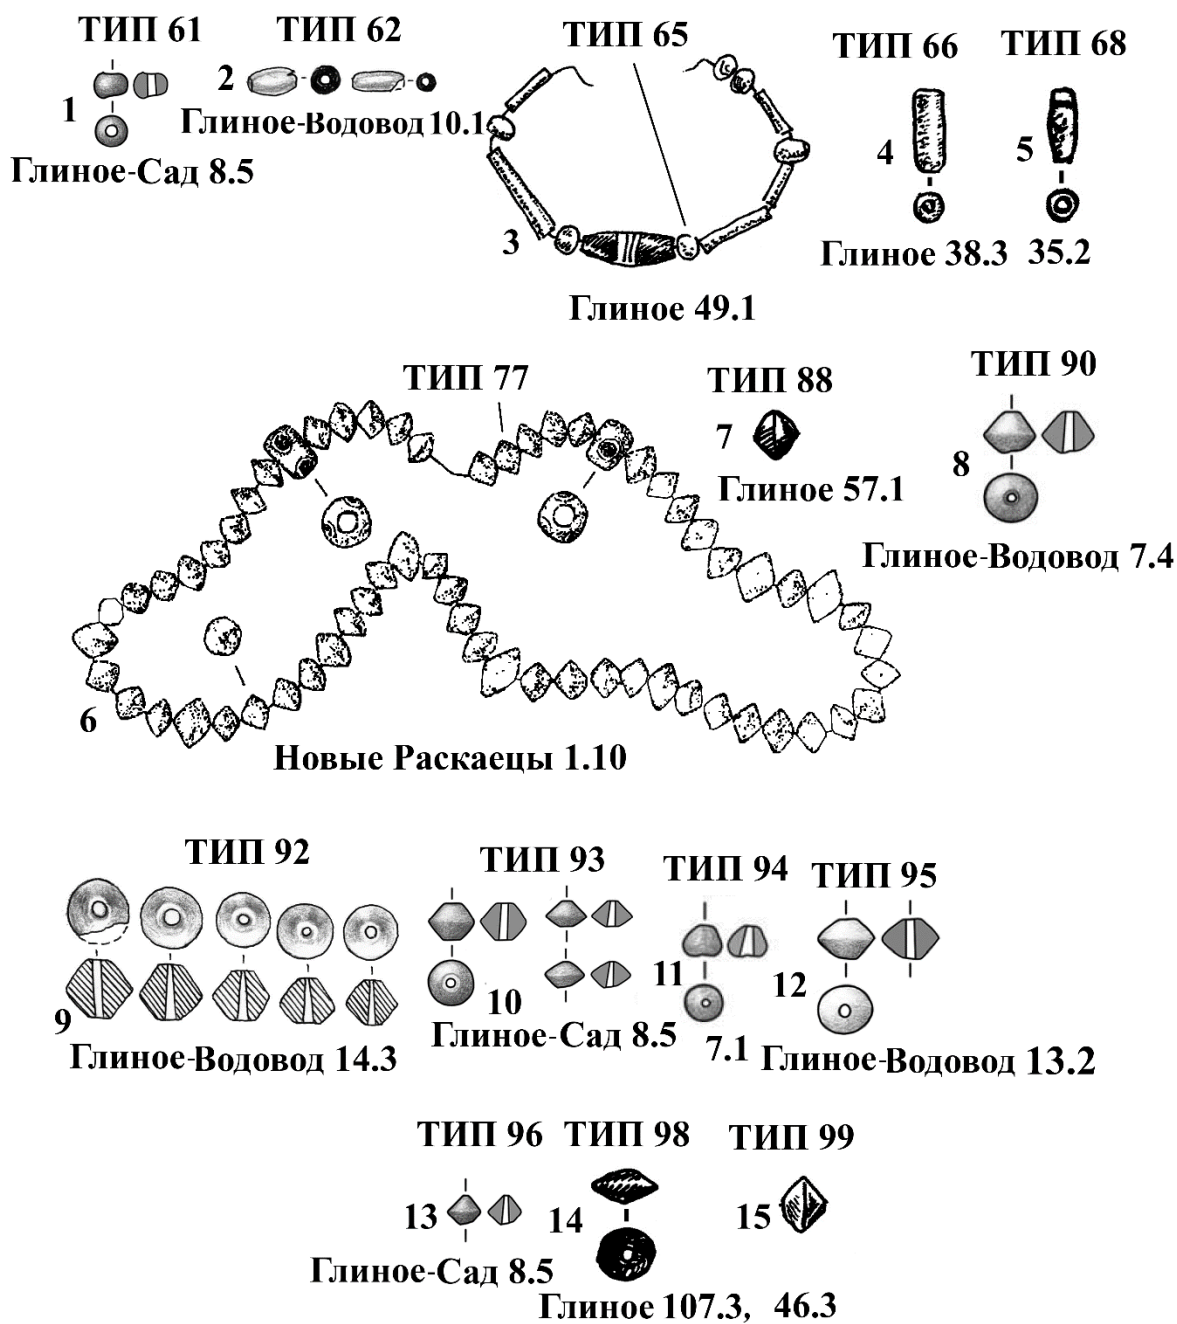 ТИП 61
ТИП 62
ТИП 65
ТИП 66
ТИП 68
1
2
3
4
5
Глиное-Сад 8.5
Глиное-Водовод 10.1
Глиное 49.1
Глиное 38.3
35.2
ТИП 77
ТИП 88
ТИП 90
6
7
8
Новые Раскаецы 1.10
Глиное 57.1
Глиное-Водовод 7.4
ТИП 92
ТИП 93
ТИП 94
ТИП 95
9
10
11
12
Глиное-Водовод 14.3
Глиное-Сад 8.5
7.1
Глиное-Водовод 13.2
ТИП 96
ТИП 98
ТИП 99
13
14
15
Глиное-Сад 8.5
Глиное 107.3, 46.3